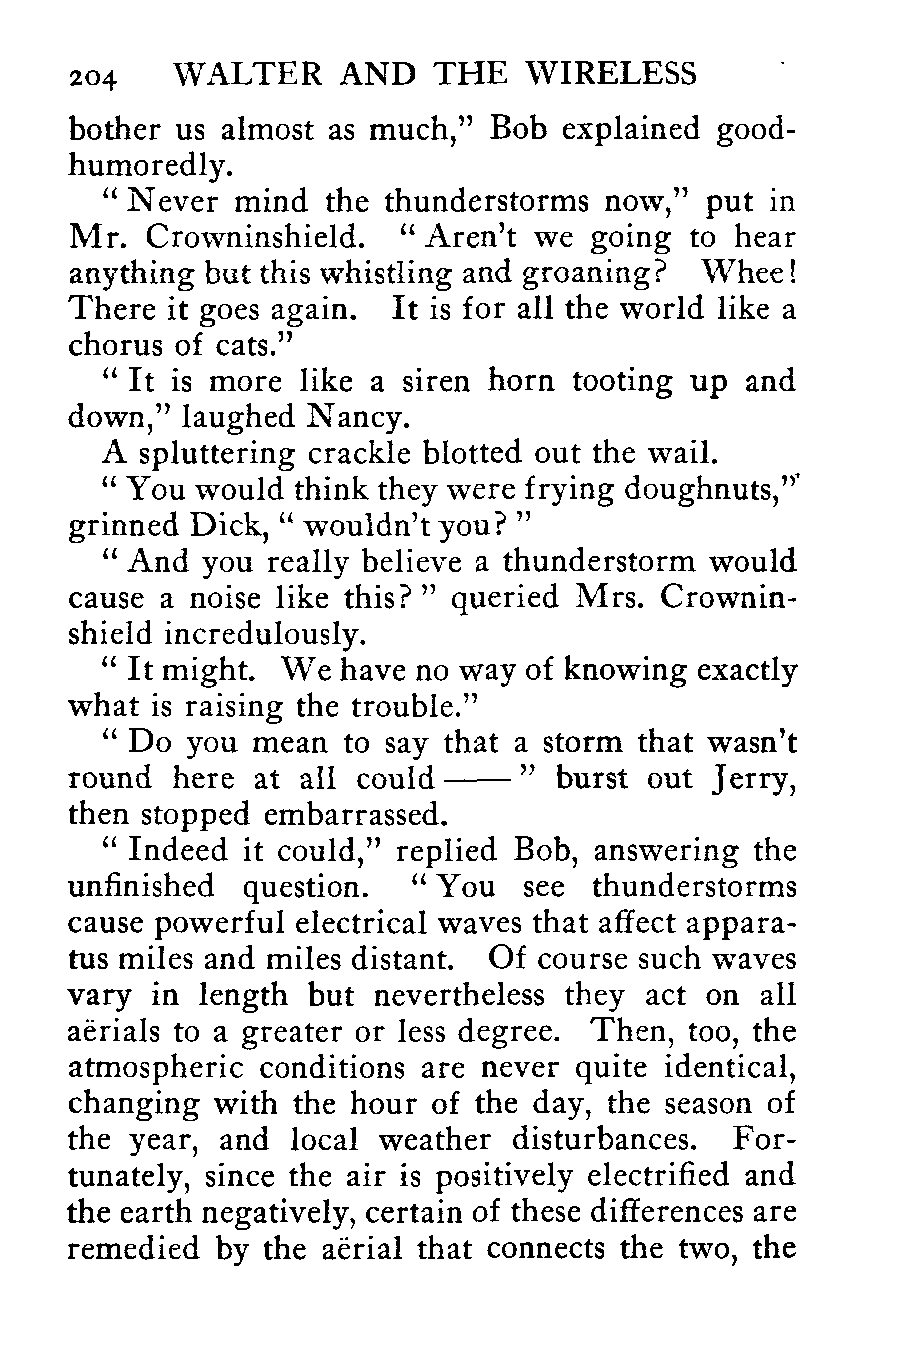 204 WALTER AND THE WIRELESS
bother us almost as much,” Bob explained good-
humoredly.
“ Never mind the thunderstorms now,” put in
Mr. Crowninshield. “ Aren’t we going to hear
anything but this whistling and groaning? Whee!
There it goes again. It is for all the world like a
chorus of cats.”
“ It is more like a siren horn tooting up and
down,” laughed Nancy.
A spluttering crackle blotted out the wail.
“ You would think they were frying doughnuts,”
grinned Dick, “ wouldn’t you? ”
“ And you really believe a thunderstorm would
cause a noise like this? ” queried Mrs. Crownin-
shield incredulously.
“ It might. We have no way of knowing exactly
what is raising the trouble.”
“ Do you mean to say that a storm that wasn’t
round here at all could —— ” burst out Jerry,
then stopped embarrassed.
“ Indeed it could,” replied Bob, answering the
unfinished question. “ You see thunderstorms
cause powerful electrical waves that affect appara-
tus miles and miles distant. Of course such waves
vary in length but nevertheless they act on all
aërials to a greater or less degree. Then, too, the
atmospheric conditions are never quite identical,
changing with the hour of the day, the season of
the year, and local weather disturbances. For-
tunately, since the air is positively electrified and
the earth negatively, certain of these differences are
remedied by the aërial that connects the two, the